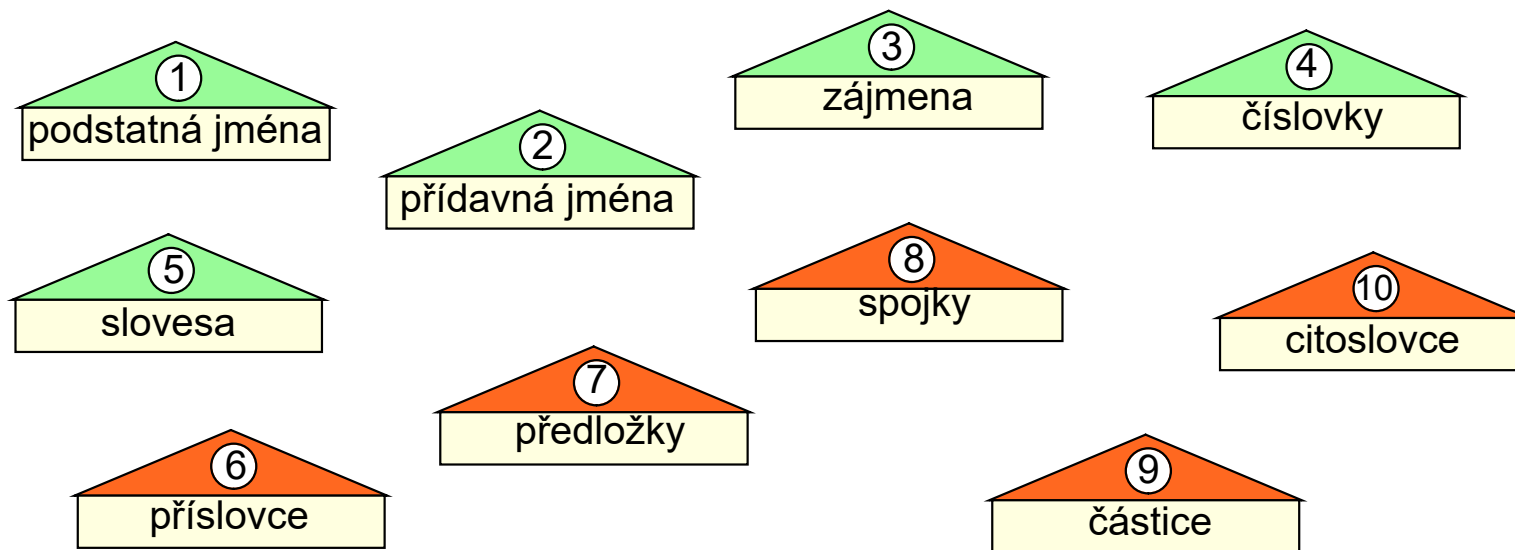 1
podstatná jména
2
přídavná jména
3
zájmena
4
číslovky
5
slovesa
6
příslovce
7
předložky
8
spojky
9
částice
10
citoslovce